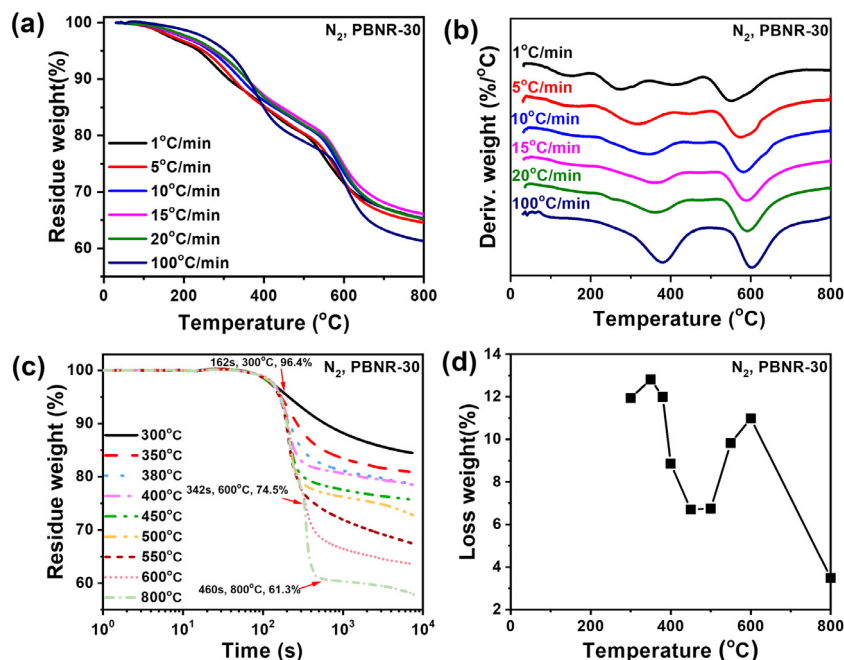 (a)
N2, PBNR-30
100
90
80
70
60
Residue weight(%)
1°C/min
5°C/min
10°C/min
15°C/min
20°C/min
100°C/min
0 200 400 600 800
Temperature (°C)
(b)
N2, PBNR-30
Deriv. weight (%/°C)
1°C/min
5°C/min
10°C/min
15°C/min
20°C/min
100°C/min
0 200 400 600 800
Temperature (°C)
(c)
N2, PBNR-30
162s, 300°C, 96.4%
100
90
80
70
60
Residue weight (%)
300°C
350°C
380°C
400°C
450°C
500°C
550°C
600°C
800°C
342s, 600°C, 74.5%
460s, 800°C, 61.3%
10^0 10^1 10^2 10^3 10^4
Time (s)
(d)
N2, PBNR-30
14
12
10
8
6
4
2
Loss weight(%)
0 200 400 600 800
Temperature (°C)